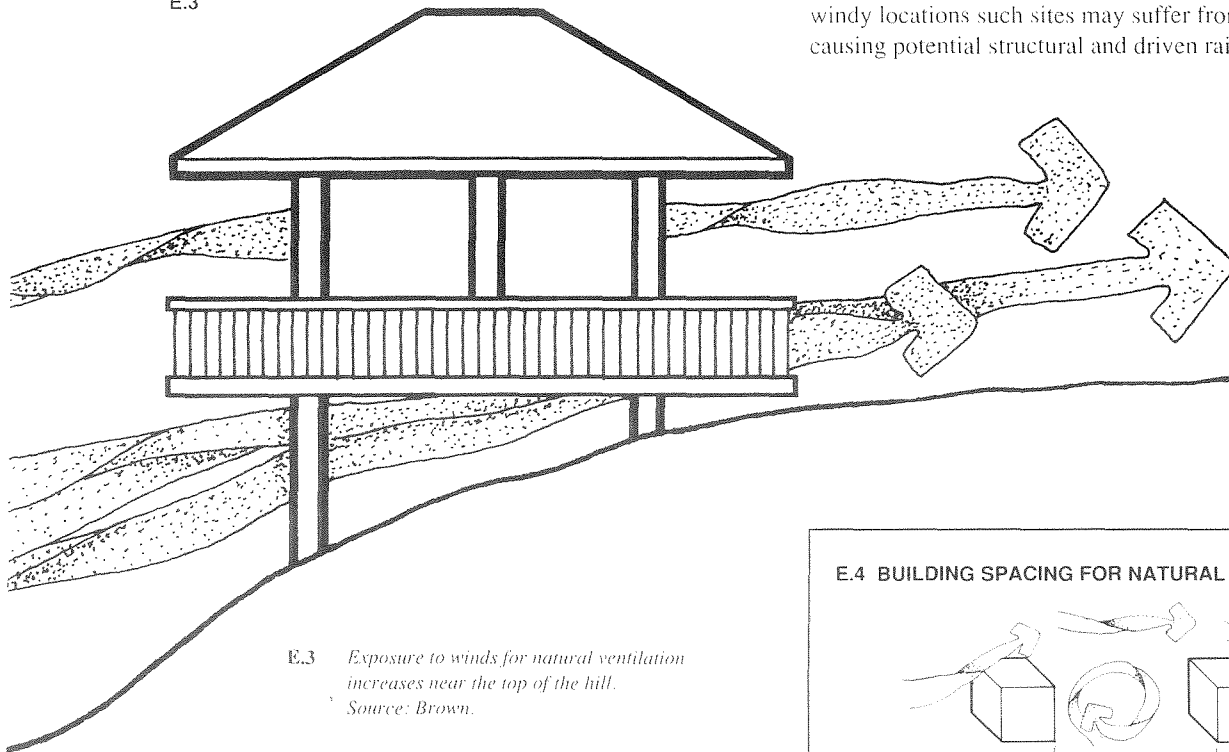 E.3
windy locations such sites may suffer from
causing potential structural and driven rai
E.3 Exposure to winds for natural ventilation
increases near the top of the hill.
Source: Brown.
E.4 BUILDING SPACING FOR NATURAL